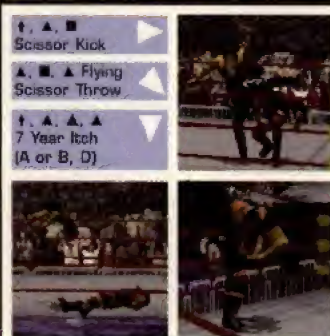 ↑, ▲, ■
Scissor Kick
▲, ■, ▲ Flying
Scissor Throw
↑, ▲, ▲, ▲
7 Year Itch
(A or B, D)